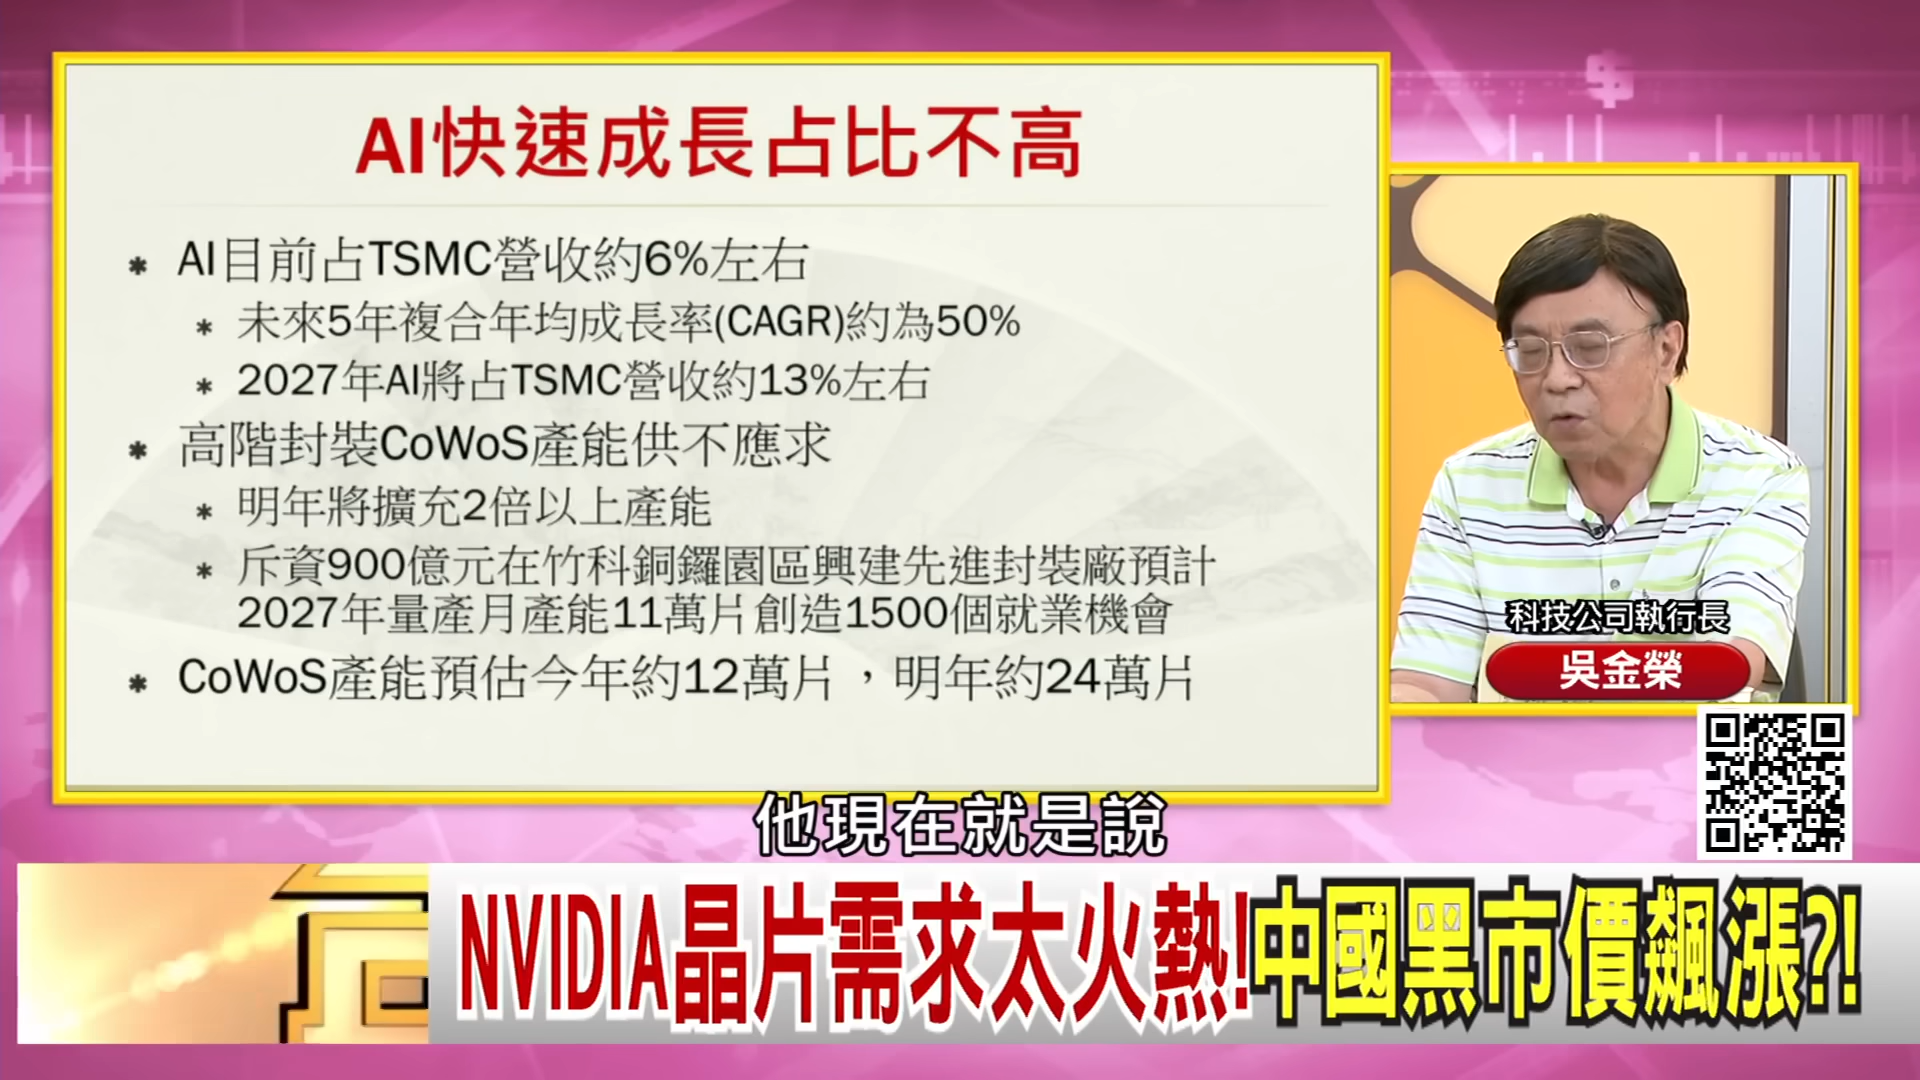 AI快速成長占比不高
* AI目前占TSMC營收約6%左右
* 未來5年複合年均成長率(CAGR)約為50%
* 2027年AI將占TSMC營收約13%左右
* 高階封裝CoWoS產能供不應求
* 明年將擴充2倍以上產能
* 斥資900億元在竹科銅鑼園區興建先進封裝廠預計
2027年量產月產能11萬片創造1500個就業機會
* CoWoS產能預估今年約12萬片，明年約24萬片
科技公司執行長
吳金榮
他現在就是說
NVIDIA晶片需求太火熱!中國黑市價飆漲?!